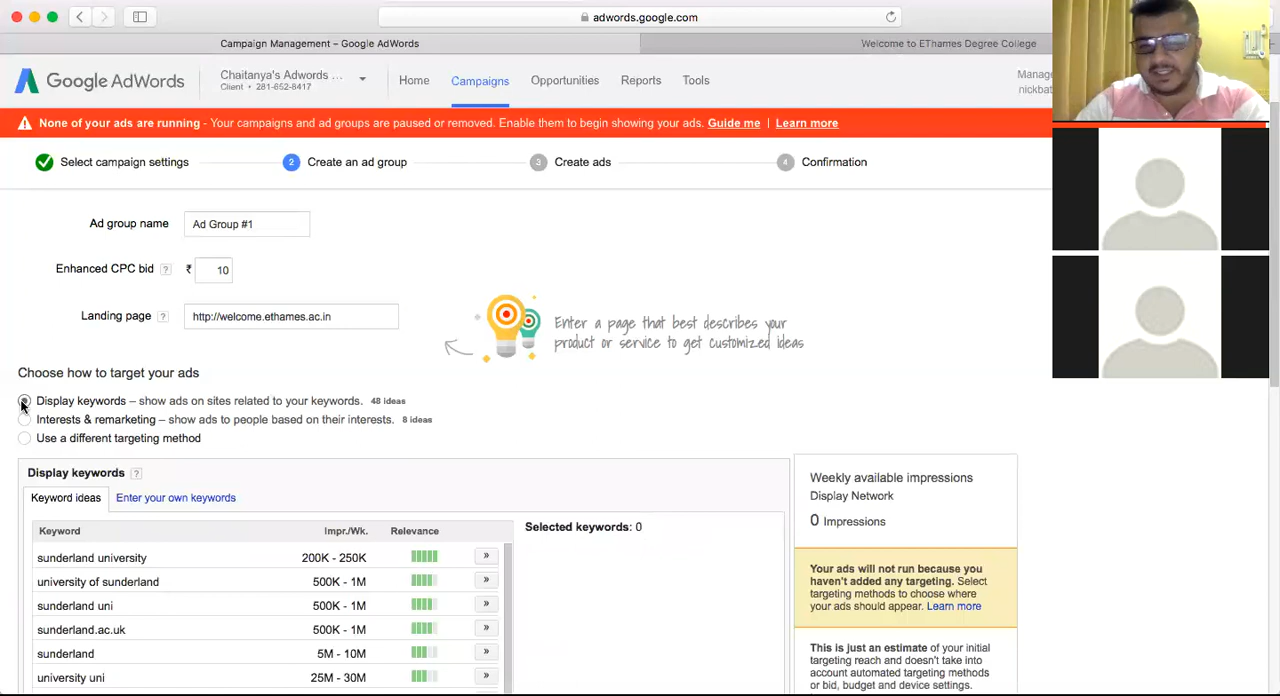 adwords.google.com
Campaign Management – Google AdWords
Welcome to EThames Degree College
Google AdWords
Chaitanya's Adwords ...
Client • 281-652-8417
Home
Campaigns
Opportunities
Reports
Tools
Manage
nickbat
None of your ads are running - Your campaigns and ad groups are paused or removed. Enable them to begin showing your ads. Guide me | Learn more
Select campaign settings
2 Create an ad group
3 Create ads
4 Confirmation
Ad group name
Ad Group #1
Enhanced CPC bid ?
₹ 10
Landing page ?
http://welcome.ethames.ac.in
Enter a page that best describes your
product or service to get customized ideas
Choose how to target your ads
Display keywords – show ads on sites related to your keywords. 48 ideas
Interests & remarketing – show ads to people based on their interests. 8 ideas
Use a different targeting method
Display keywords ?
Keyword ideas
Enter your own keywords
Keyword Impr./Wk. Relevance
sunderland university 200K - 250K »
university of sunderland 500K - 1M »
sunderland uni 500K - 1M »
sunderland.ac.uk 500K - 1M »
sunderland 5M - 10M »
university uni 25M - 30M »
Selected keywords: 0
Weekly available impressions
Display Network
0 Impressions
Your ads will not run because you
haven't added any targeting. Select
targeting methods to choose where
your ads should appear. Learn more
This is just an estimate of your initial
targeting reach and doesn't take into
account automated targeting methods
or bid, budget and device settings.